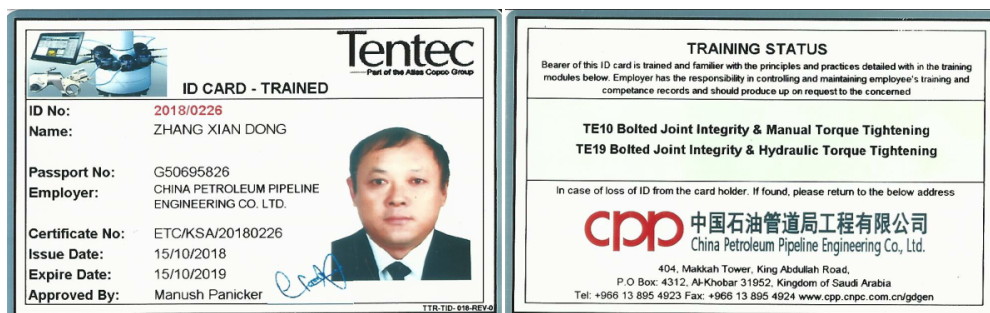 Tentec
Part of the Atlas Copco Group
ID CARD - TRAINED
ID No: 2018/0226
Name: ZHANG XIAN DONG
Passport No: G50695826
Employer: CHINA PETROLEUM PIPELINE
ENGINEERING CO. LTD.
Certificate No: ETC/KSA/20180226
Issue Date: 15/10/2018
Expire Date: 15/10/2019
Approved By: Manush Panicker
TTR-TID- 018-REV-0
TRAINING STATUS
Bearer of this ID card is trained and familier with the principles and practices detailed with in the training
modules below. Employer has the responsibility in controlling and maintaining employee's training and
competance records and should produce up on request to the concerned
TE10 Bolted Joint Integrity & Manual Torque Tightening
TE19 Bolted Joint Integrity & Hydraulic Torque Tightening
In case of loss of ID from the card holder. If found, please return to the below address
cpp 中国石油管道局工程有限公司
China Petroleum Pipeline Engineering Co., Ltd.
404, Makkah Tower, King Abdullah Road,
P.O Box: 4312, Al-Khobar 31952, Kingdom of Saudi Arabia
Tel: +966 13 895 4923 Fax: +966 13 895 4924 www.cpp.cnpc.com.cn/gdgen